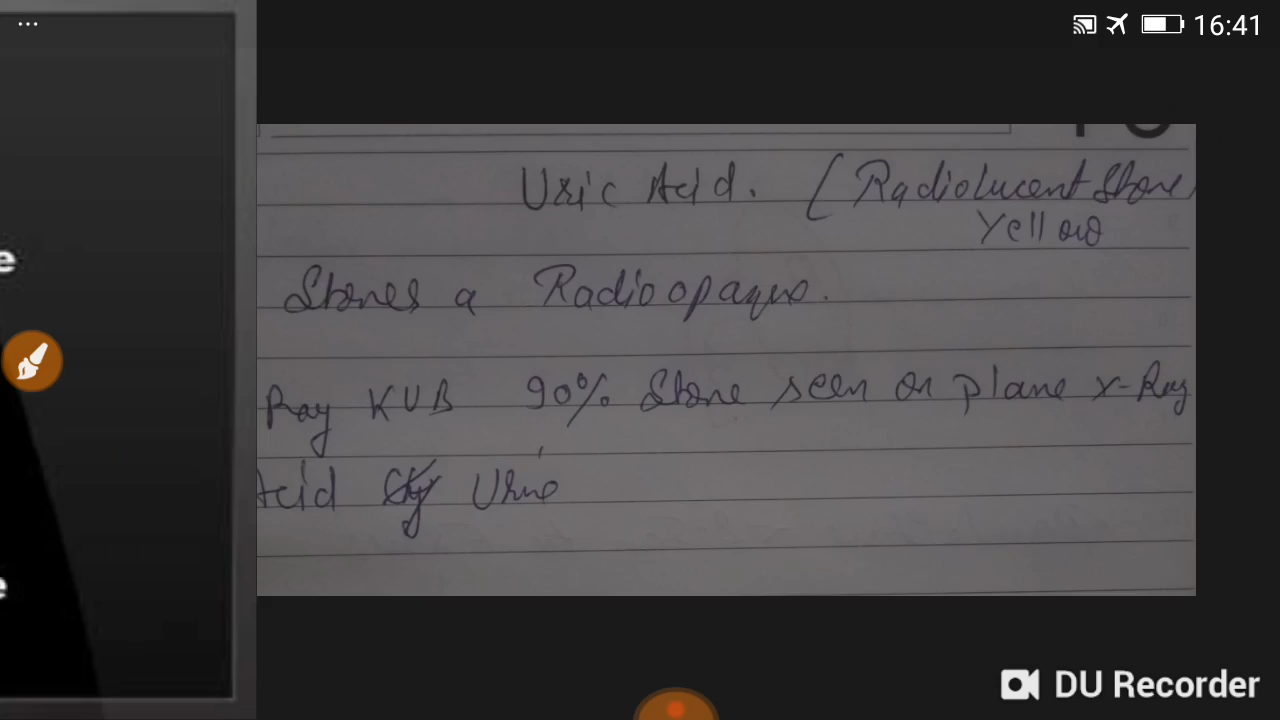 ...
16:41
Uric Acid. [Radiolucent Stone
Yellow
Stones a Radioopaque.
Ray KUB 90% Stone seen on plane x-Ray
Acid Urine
e
e
DU Recorder